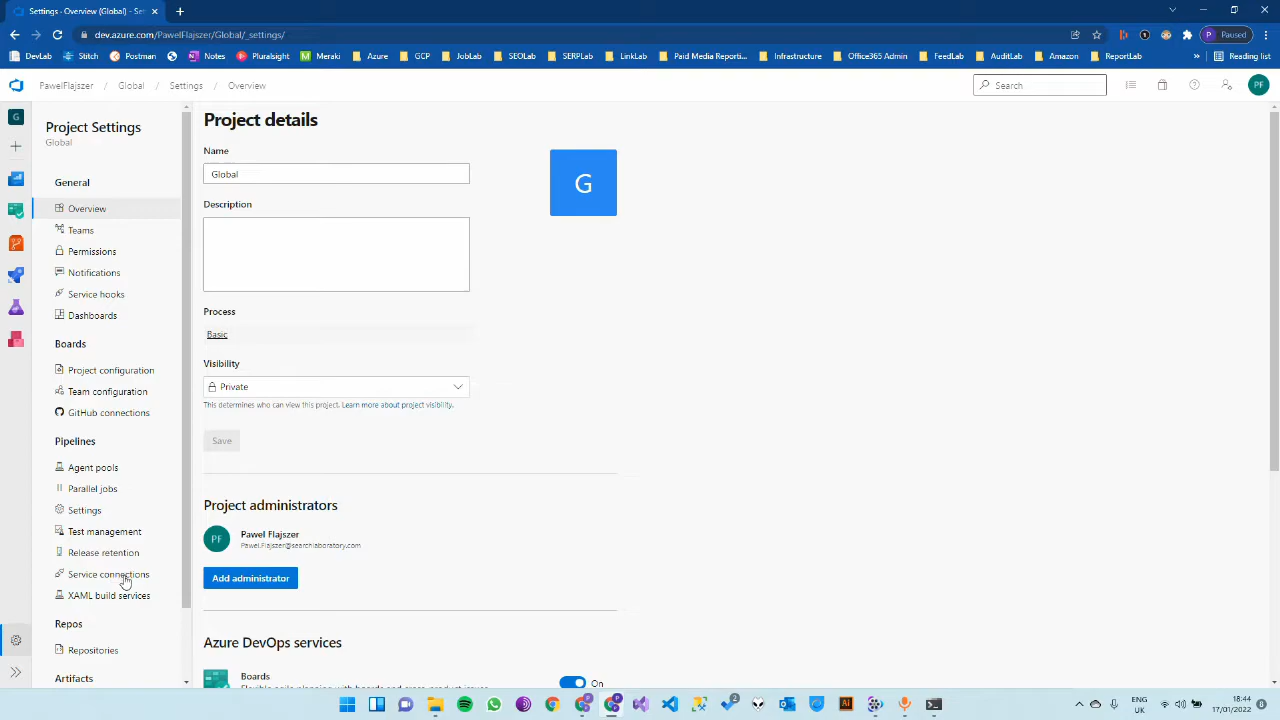 Settings - Overview (Global) - Set
dev.azure.com/PawelFlajszer/Global/_settings/
Paused
DevLab
Stitch
Postman
Notes
Pluralsight
Meraki
Azure
GCP
JobLab
SEOLab
SERPLab
LinkLab
Paid Media Reporti...
Infrastructure
Office365 Admin
FeedLab
AuditLab
Amazon
ReportLab
»
Reading list
PawelFlajszer / Global / Settings / Overview
Search
PF
G
Project Settings
Global
General
Overview
Teams
Permissions
Notifications
Service hooks
Dashboards
Boards
Project configuration
Team configuration
GitHub connections
Pipelines
Agent pools
Parallel jobs
Settings
Test management
Release retention
Service connections
XAML build services
Repos
Repositories
Artifacts
Project details
Name
Global
G
Description
Process
Basic
Visibility
Private
This determines who can view this project. Learn more about project visibility.
Save
Project administrators
PF
Pawel Flajszer
Pawel.Flajszer@searchlaboratory.com
Add administrator
Azure DevOps services
Boards
On
ENG
UK
18:44
17/01/2022